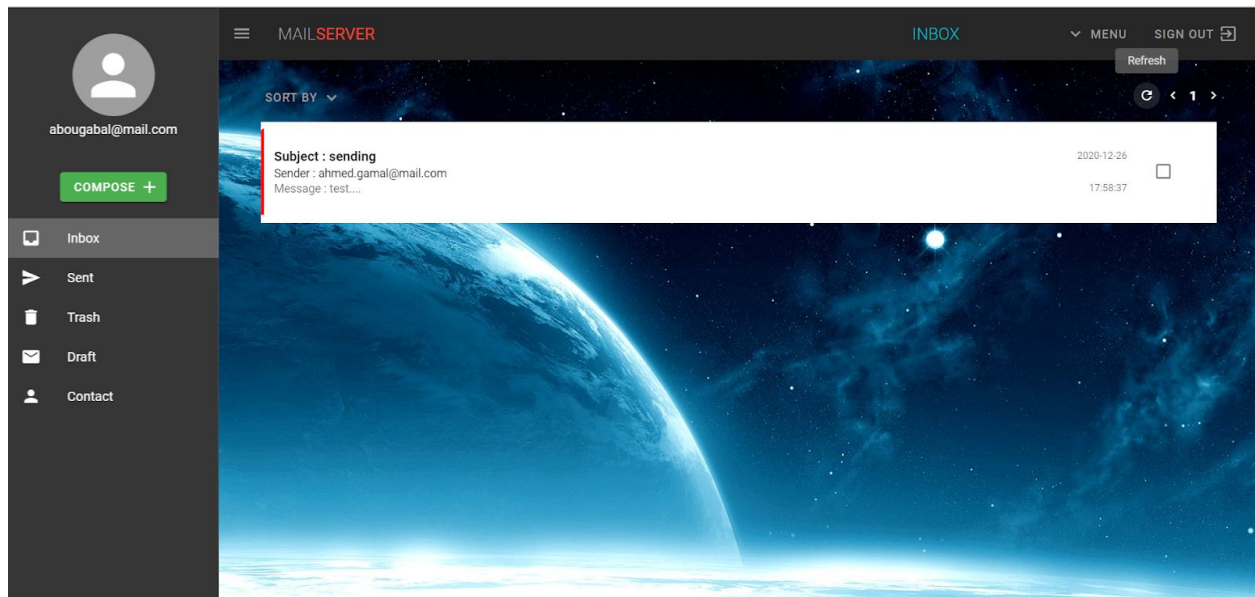 MAILSERVER
INBOX
MENU
SIGN OUT
Refresh
abougabal@mail.com
COMPOSE +
Inbox
Sent
Trash
Draft
Contact
SORT BY
< 1 >
Subject : sending
Sender : ahmed.gamal@mail.com
Message : test....
2020-12-26
17:58:37